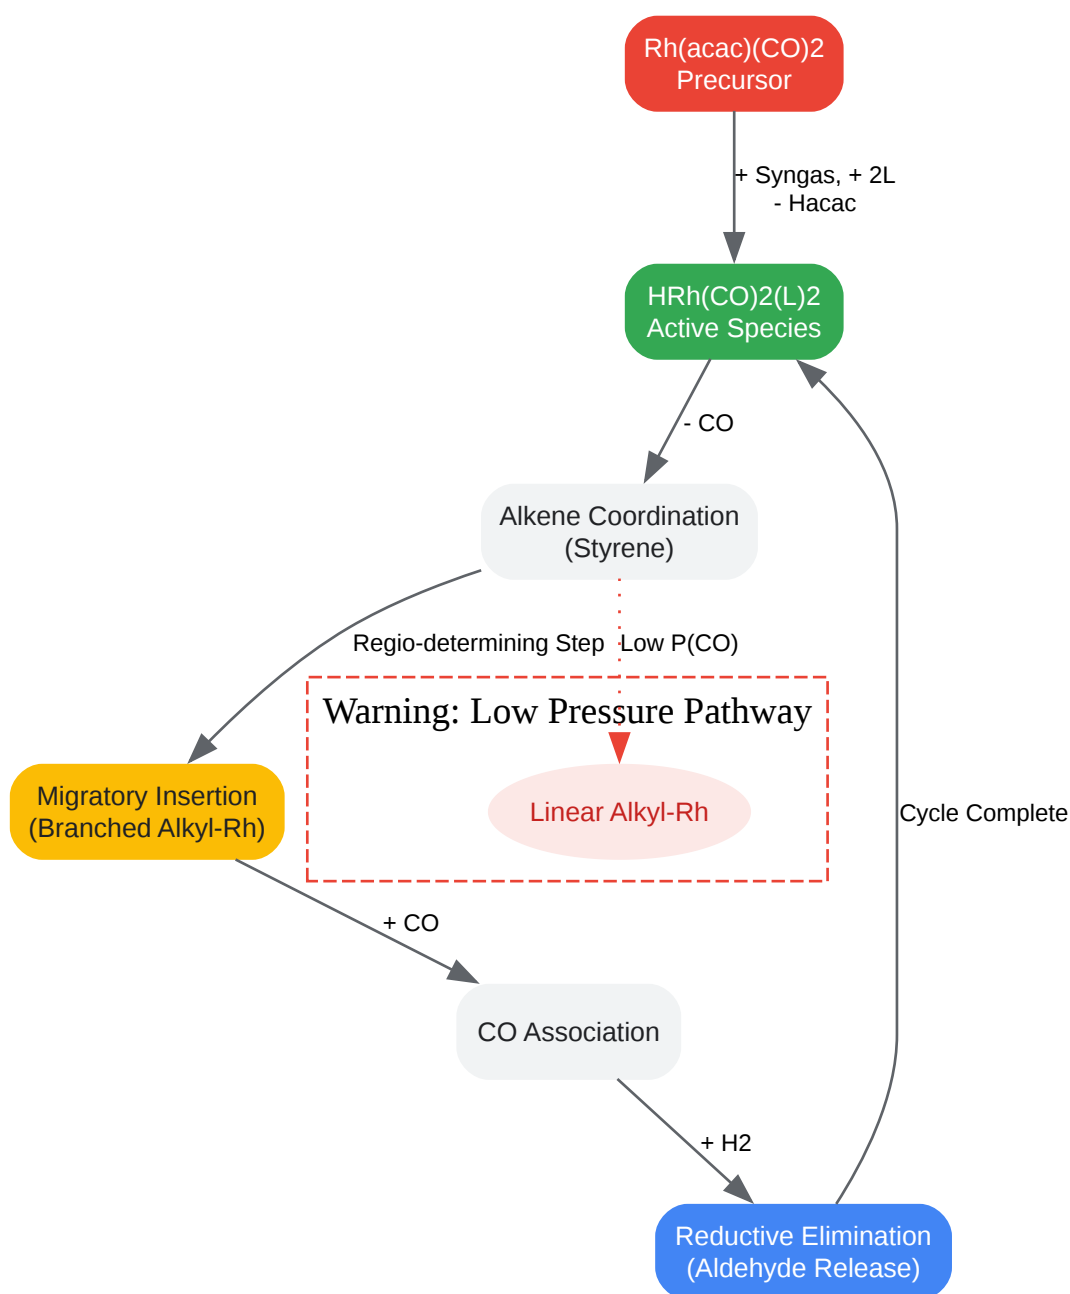 Rh(acac)(CO)2
Precursor
+ Syngas, + 2L
- Hacac
HRh(CO)2(L)2
Active Species
- CO
Alkene Coordination
(Styrene)
Regio-determining Step
Low P(CO)
Warning: Low Pressure Pathway
Migratory Insertion
(Branched Alkyl-Rh)
Linear Alkyl-Rh
Cycle Complete
+ CO
CO Association
+ H2
Reductive Elimination
(Aldehyde Release)